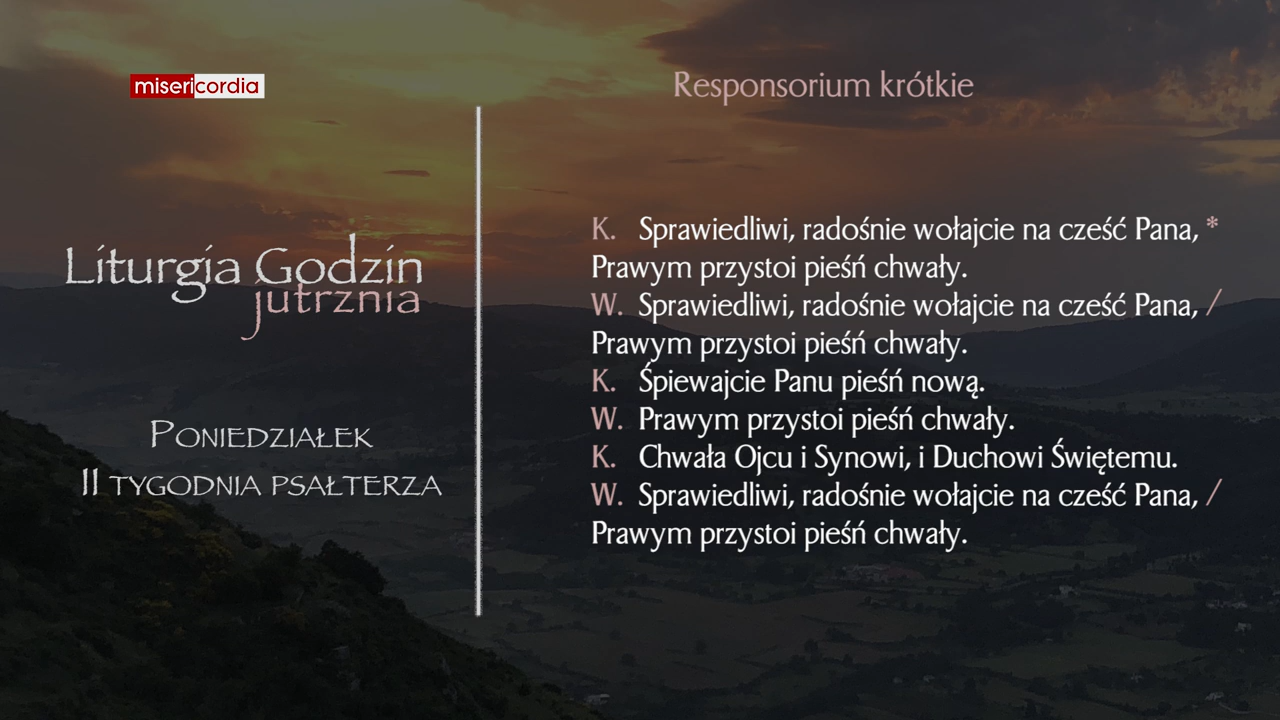 misericordia
Liturgia Godzin
jutrznia
Poniedziałek
II tygodnia psałterza
Responsorium krótkie
K. Sprawiedliwi, radośnie wołajcie na cześć Pana, *
Prawym przystoi pieśń chwały.
W. Sprawiedliwi, radośnie wołajcie na cześć Pana, /
Prawym przystoi pieśń chwały.
K. Śpiewajcie Panu pieśń nową.
W. Prawym przystoi pieśń chwały.
K. Chwała Ojcu i Synowi, i Duchowi Świętemu.
W. Sprawiedliwi, radośnie wołajcie na cześć Pana, /
Prawym przystoi pieśń chwały.